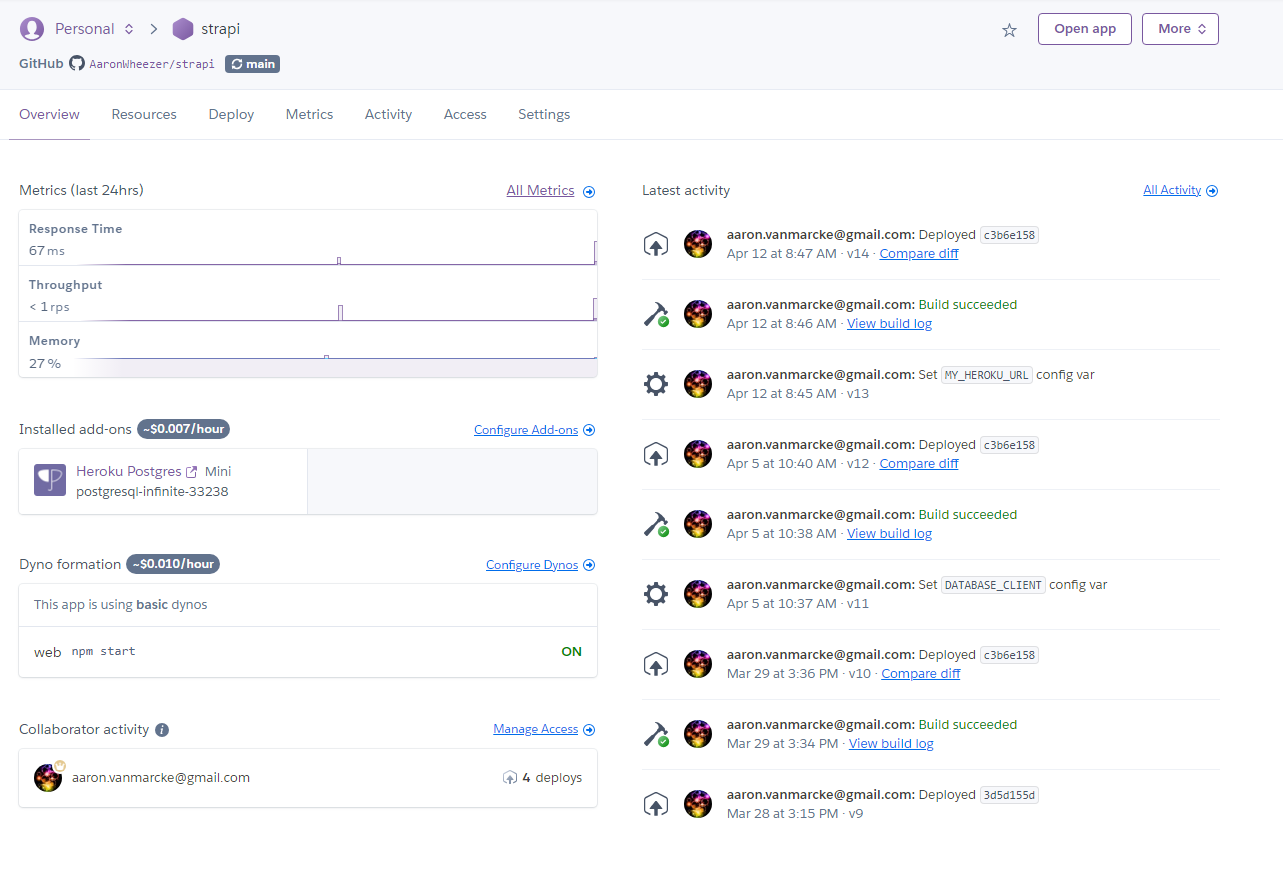 Personal
strapi
Open app
More
GitHub AaronWheezer/strapi main
Overview Resources Deploy Metrics Activity Access Settings
Metrics (last 24hrs)
All Metrics
Response Time
67 ms
Throughput
< 1 rps
Memory
27 %
Installed add-ons ~$0.007/hour
Configure Add-ons
Heroku Postgres Mini
postgresql-infinite-33238
Dyno formation ~$0.010/hour
Configure Dynos
This app is using basic dynos
web npm start ON
Collaborator activity
Manage Access
aaron.vanmarcke@gmail.com 4 deploys
Latest activity
All Activity
aaron.vanmarcke@gmail.com: Deployed c3b6e158
Apr 12 at 8:47 AM · v14 · Compare diff
aaron.vanmarcke@gmail.com: Build succeeded
Apr 12 at 8:46 AM · View build log
aaron.vanmarcke@gmail.com: Set MY_HEROKU_URL config var
Apr 12 at 8:45 AM · v13
aaron.vanmarcke@gmail.com: Deployed c3b6e158
Apr 5 at 10:40 AM · v12 · Compare diff
aaron.vanmarcke@gmail.com: Build succeeded
Apr 5 at 10:38 AM · View build log
aaron.vanmarcke@gmail.com: Set DATABASE_CLIENT config var
Apr 5 at 10:37 AM · v11
aaron.vanmarcke@gmail.com: Deployed c3b6e158
Mar 29 at 3:36 PM · v10 · Compare diff
aaron.vanmarcke@gmail.com: Build succeeded
Mar 29 at 3:34 PM · View build log
aaron.vanmarcke@gmail.com: Deployed 3d5d155d
Mar 28 at 3:15 PM · v9